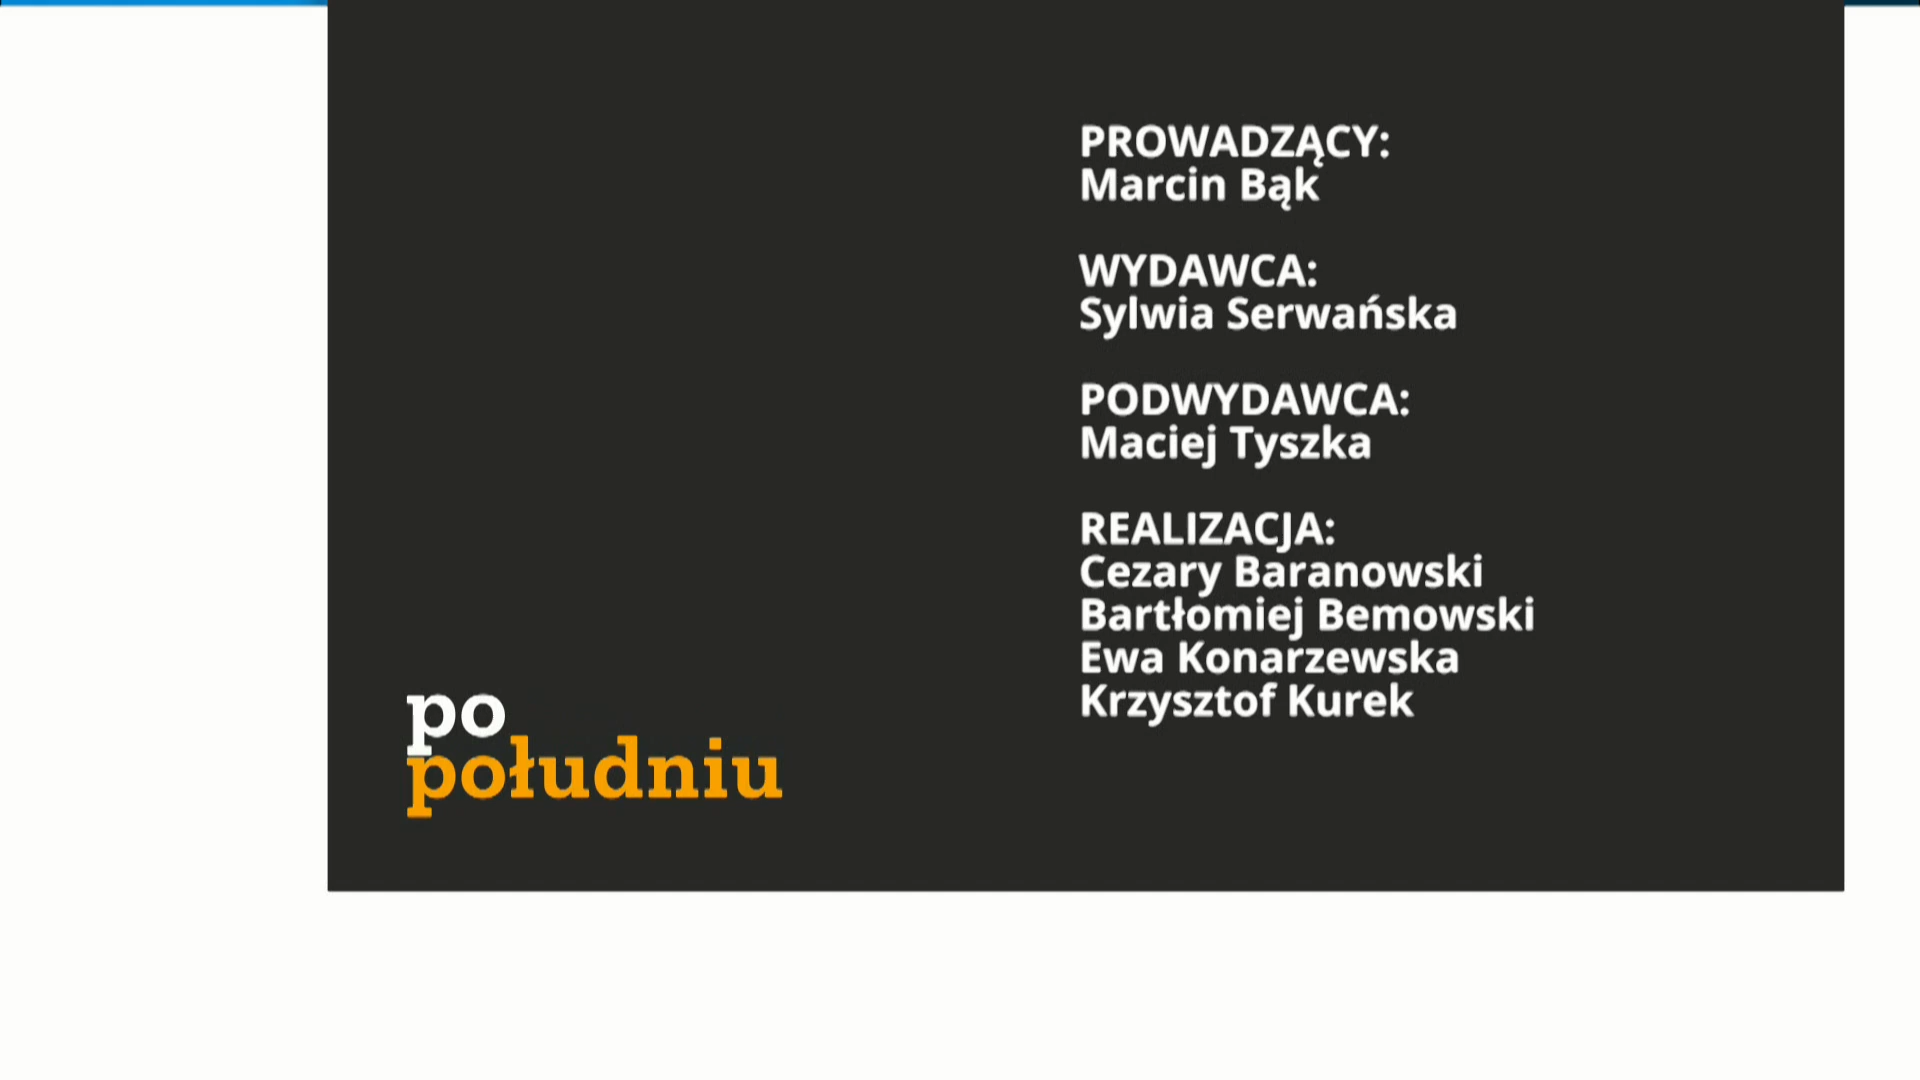 PROWADZĄCY:
Marcin Bąk
WYDAWCA:
Sylwia Serwańska
PODWYDAWCA:
Maciej Tyszka
REALIZACJA:
Cezary Baranowski
Bartłomiej Bemowski
Ewa Konarzewska
Krzysztof Kurek
po
południu